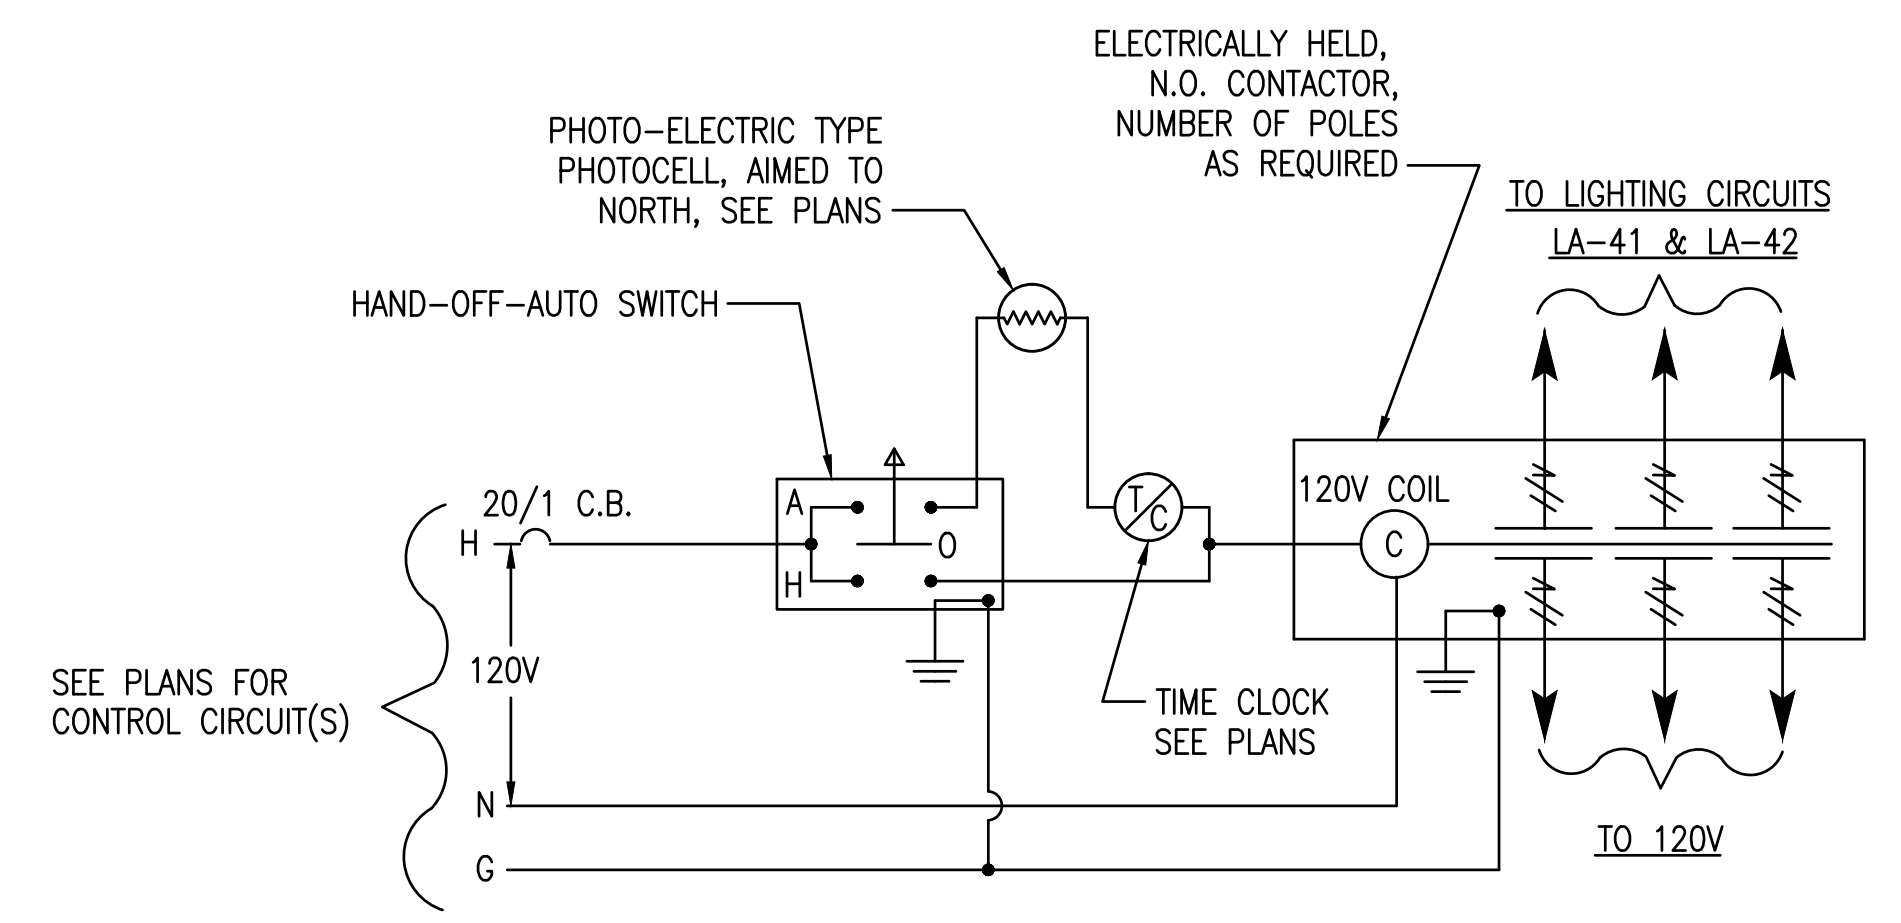 ELECTRICALLY HELD,
N.O. CONTACTOR,
NUMBER OF POLES
AS REQUIRED
PHOTO-ELECTRIC TYPE
PHOTOCELL, AIMED TO
NORTH, SEE PLANS
TO LIGHTING CIRCUITS
LA-41 & LA-42
HAND-OFF-AUTO SWITCH
20/1 C.B.
H
A
O
H
T/C
120V COIL
C
120V
SEE PLANS FOR
CONTROL CIRCUIT(S)
TIME CLOCK
SEE PLANS
N
G
TO 120V